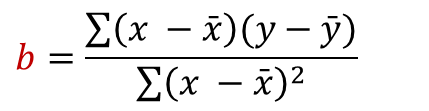 b = ∑(x − x̄)(y − ȳ) / ∑(x − x̄)²